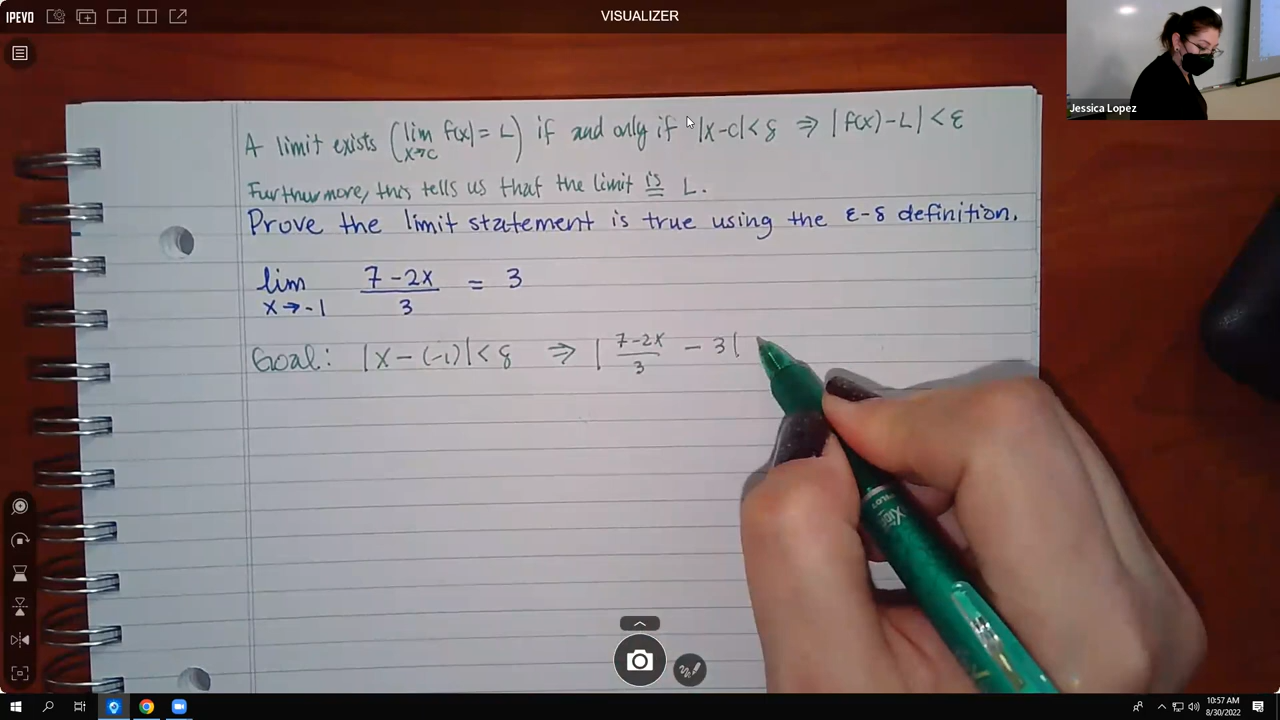 IPEVO
VISUALIZER
Jessica Lopez
A limit exists (lim x→c f(x) = L) if and only if |x-c| < δ ⇒ |f(x)-L| < ε
Furthermore, this tells us that the limit is L.
Prove the limit statement is true using the ε-δ definition.
lim x→-1 7-2x/3 = 3
Goal: |x-(-1)| < δ ⇒ |7-2x/3 - 3|
10:57 AM
8/30/2022